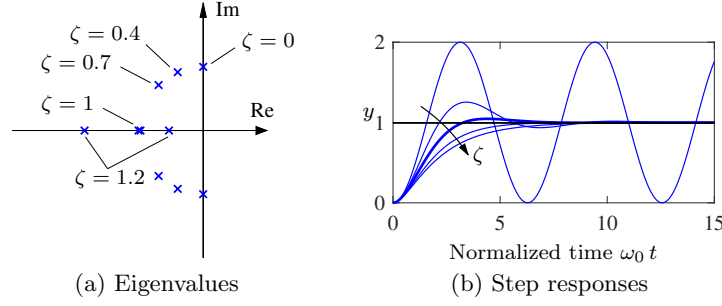 Im
ζ = 0.4
ζ = 0
ζ = 0.7
ζ = 1
Re
ζ = 1.2
(a) Eigenvalues
2
y
1
ζ
0
0 5 10 15
Normalized time ω₀ t
(b) Step responses